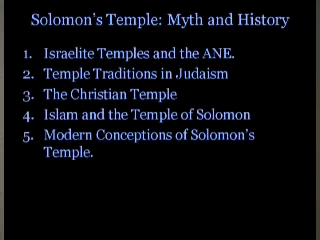 Solomon's Temple: Myth and History
1. Israelite Temples and the ANE.
2. Temple Traditions in Judaism
3. The Christian Temple
4. Islam and the Temple of Solomon
5. Modern Conceptions of Solomon's
Temple.